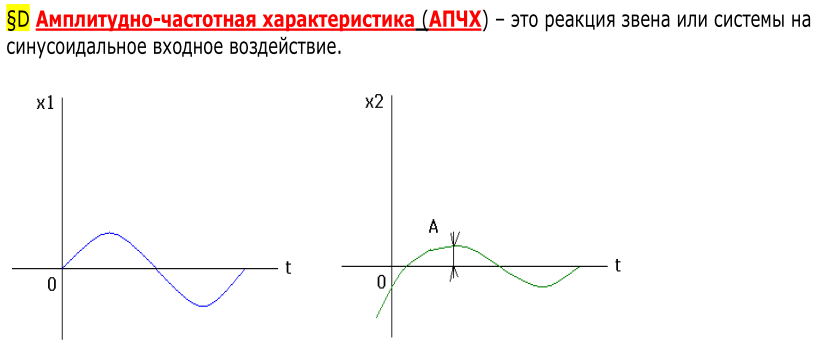 §D Амплитудно-частотная характеристика (АПЧХ) – это реакция звена или системы на
синусоидальное входное воздействие.
x1
x2
A
t
t
0
0